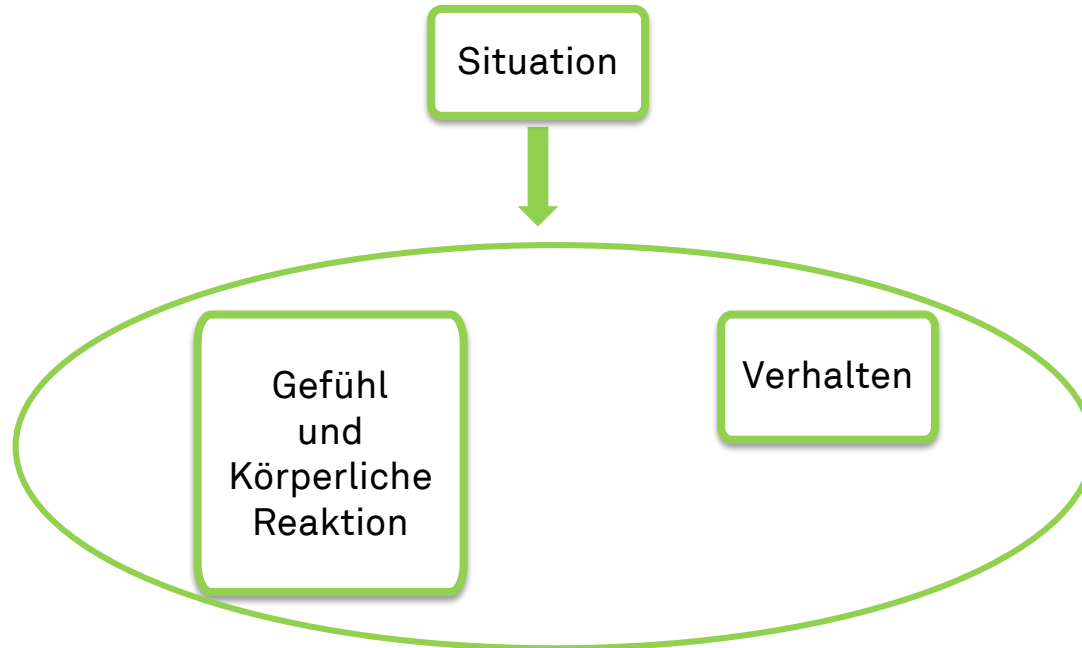 Situation
Gefühl
und
Körperliche
Reaktion
Verhalten